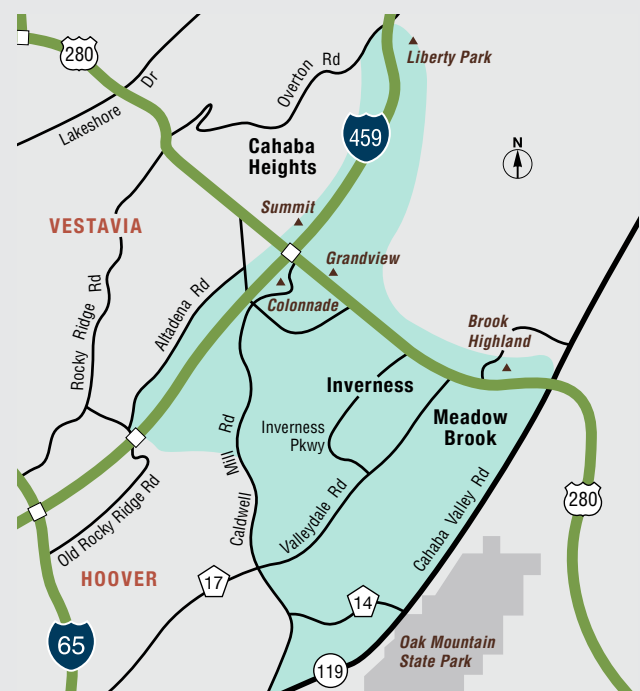 280
Lakeshore Dr
Overton Rd
Liberty Park
459
Cahaba
Heights
N
Summit
VESTAVIA
Grandview
Rocky Ridge Rd
Altadena Rd
Colonnade
Brook
Highland
Inverness
Meadow
Brook
Inverness
Pkwy
Caldwell Mill Rd
Valleydale Rd
Cahaba Valley Rd
280
Old Rocky Ridge Rd
HOOVER
17
14
65
Oak Mountain
State Park
119